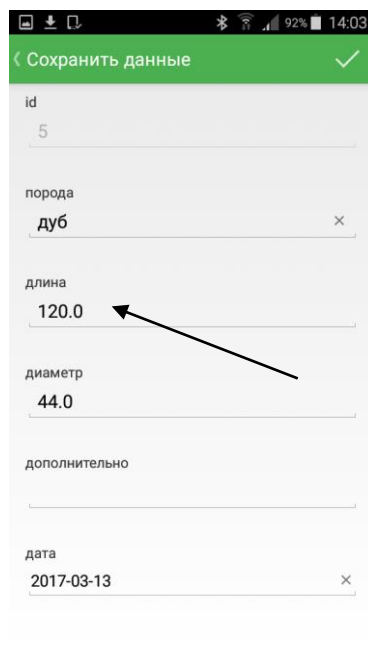 92% 14:03
Сохранить данные
id
5
порода
дуб
длина
120.0
диаметр
44.0
дополнительно
дата
2017-03-13